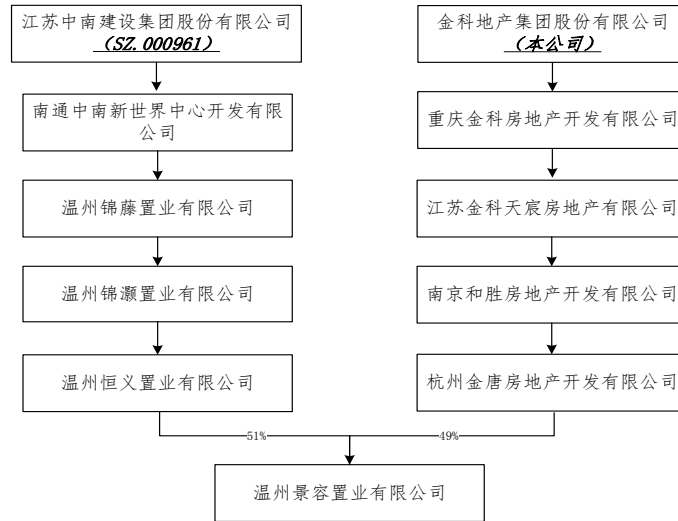 江苏中南建设集团股份有限公司
（SZ.000961）
南通中南新世界中心开发有限
公司
温州锦藤置业有限公司
温州锦灏置业有限公司
温州恒义置业有限公司
金科地产集团股份有限公司
（本公司）
重庆金科房地产开发有限公司
江苏金科天宸房地产有限公司
南京和胜房地产开发有限公司
杭州金唐房地产开发有限公司
51%
49%
温州景容置业有限公司